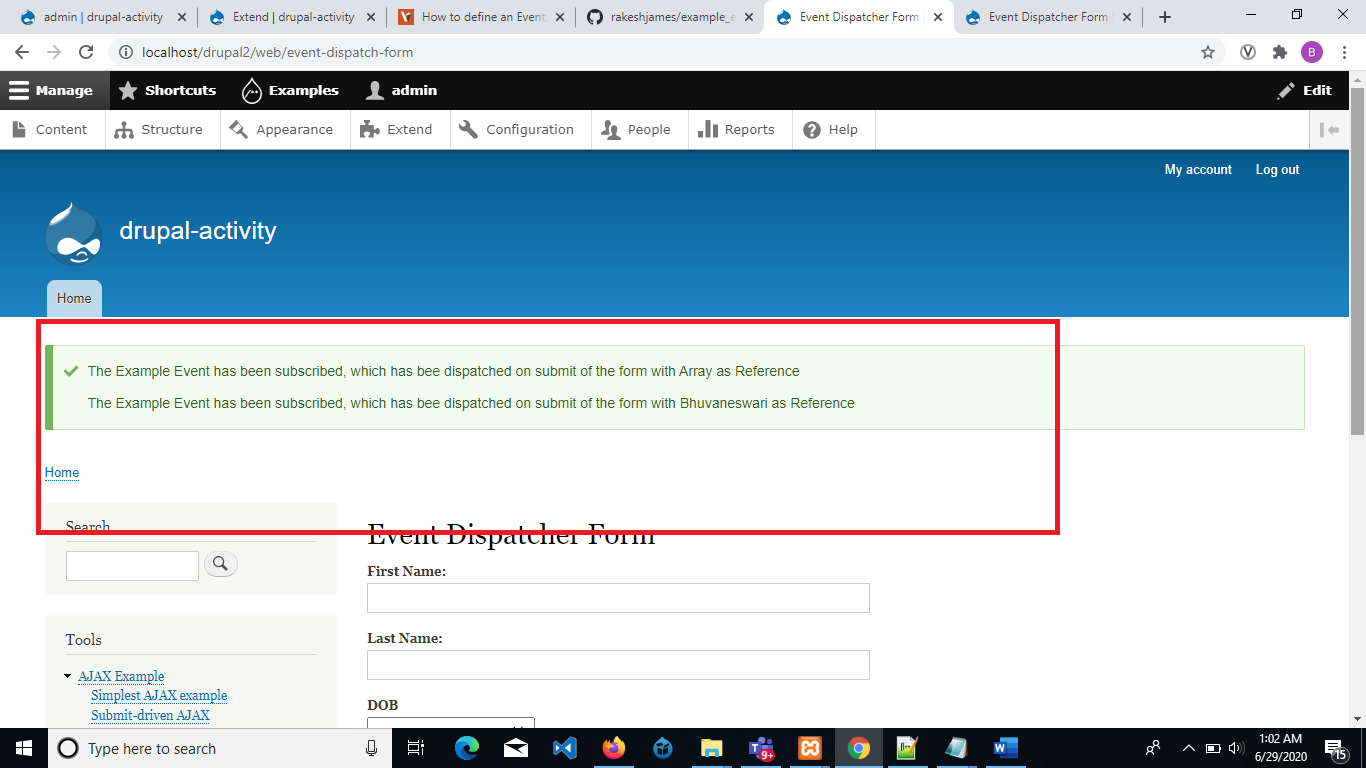 admin | drupal-activity
Extend | drupal-activity
How to define an Event
rakeshjames/example_e
Event Dispatcher Form
Event Dispatcher Form
localhost/drupal2/web/event-dispatch-form
B
Manage
Shortcuts
Examples
admin
Edit
Content
Structure
Appearance
Extend
Configuration
People
Reports
Help
My account
Log out
drupal-activity
Home
The Example Event has been subscribed, which has bee dispatched on submit of the form with Array as Reference
The Example Event has been subscribed, which has bee dispatched on submit of the form with Bhuvaneswari as Reference
Home
Search
Event Dispatcher Form
First Name:
Last Name:
DOB
Tools
AJAX Example
Simplest AJAX example
Submit-driven AJAX
Type here to search
9+
1:02 AM
6/29/2020
15